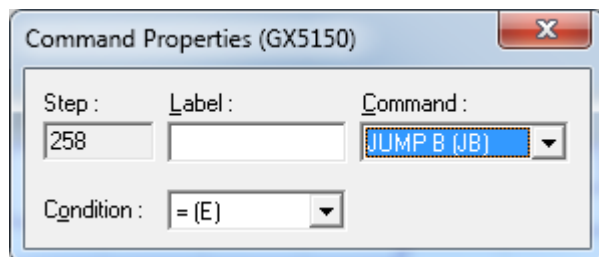 Command Properties (GX5150)
Step : Label : Command :
258 JUMP B (JB)
Condition : = (E)